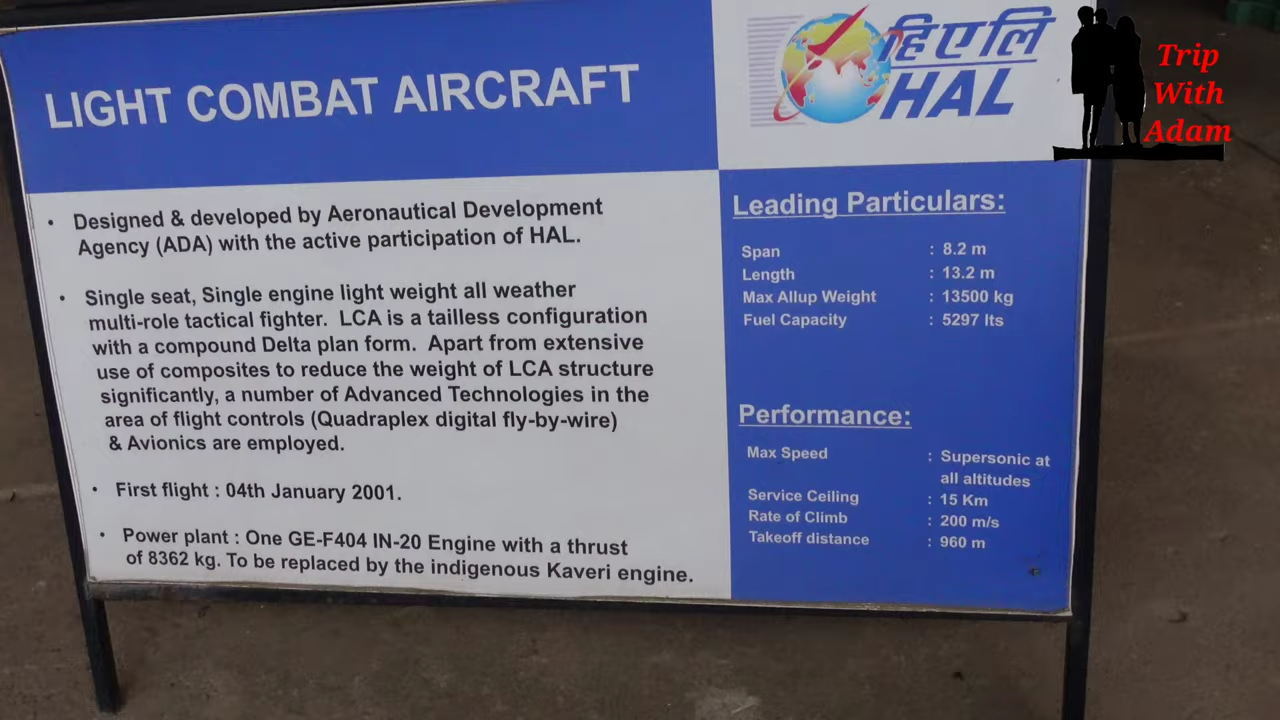 LIGHT COMBAT AIRCRAFT
हिएलि
HAL
Trip
With
Adam
• Designed & developed by Aeronautical Development
Agency (ADA) with the active participation of HAL.
• Single seat, Single engine light weight all weather
multi-role tactical fighter. LCA is a tailless configuration
with a compound Delta plan form. Apart from extensive
use of composites to reduce the weight of LCA structure
significantly, a number of Advanced Technologies in the
area of flight controls (Quadraplex digital fly-by-wire)
& Avionics are employed.
• First flight : 04th January 2001.
• Power plant : One GE-F404 IN-20 Engine with a thrust
of 8362 kg. To be replaced by the indigenous Kaveri engine.
Leading Particulars:
Span : 8.2 m
Length : 13.2 m
Max Allup Weight : 13500 kg
Fuel Capacity : 5297 lts
Performance:
Max Speed : Supersonic at
all altitudes
Service Ceiling : 15 Km
Rate of Climb : 200 m/s
Takeoff distance : 960 m